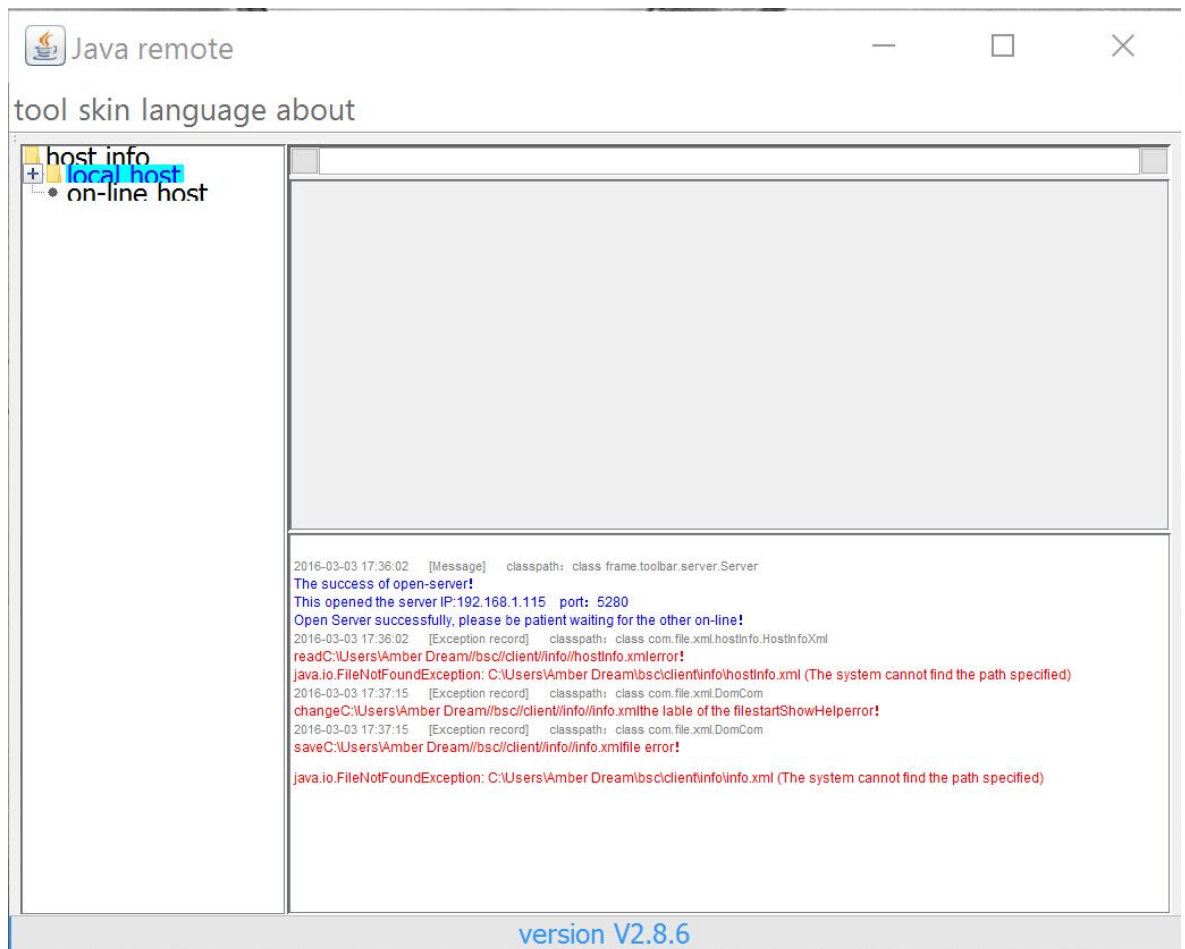 Java remote
tool skin language about
host info
local host
on-line host
2016-03-03 17:36:02 [Message] classpath：class frame.toolbar.server.Server
The success of open-server！
This opened the server IP:192.168.1.115 port：5280
Open Server successfully, please be patient waiting for the other on-line！
2016-03-03 17:36:02 [Exception record] classpath：class com.file.xml.hostInfo.HostInfoXml
readC:\Users\Amber Dream//bsc//client//info//hostInfo.xmlerror！
java.io.FileNotFoundException: C:\Users\Amber Dream\bsc\client\info\hostInfo.xml (The system cannot find the path specified)
2016-03-03 17:37:15 [Exception record] classpath：class com.file.xml.DomCom
changeC:\Users\Amber Dream//bsc//client//info//info.xmlthe lable of the filestartShowHelperror！
2016-03-03 17:37:15 [Exception record] classpath：class com.file.xml.DomCom
saveC:\Users\Amber Dream//bsc//client//info//info.xmlfile error！
java.io.FileNotFoundException: C:\Users\Amber Dream\bsc\client\info\info.xml (The system cannot find the path specified)
version V2.8.6